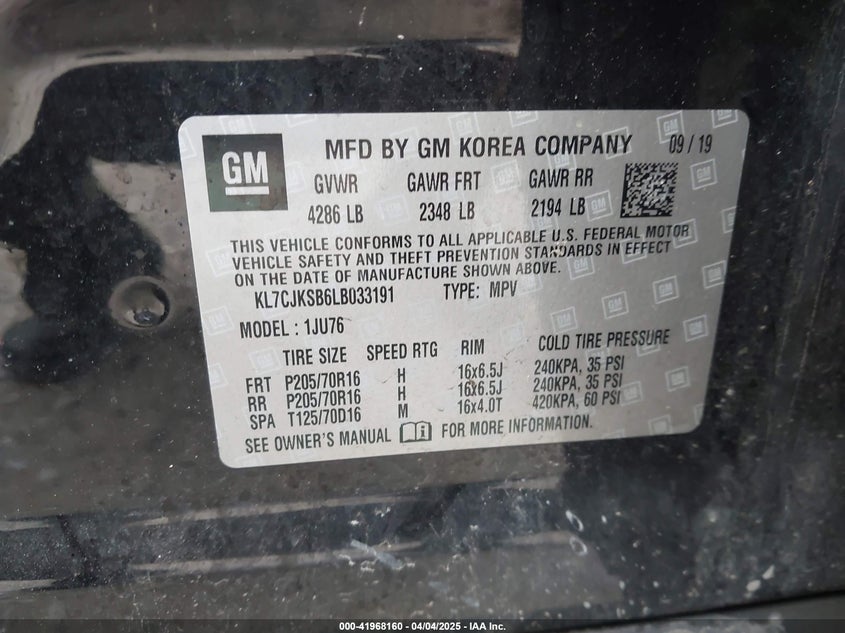 GM
MFD BY GM KOREA COMPANY 09/19
GVWR GAWR FRT GAWR RR
4286 LB 2348 LB 2194 LB
THIS VEHICLE CONFORMS TO ALL APPLICABLE U.S. FEDERAL MOTOR
VEHICLE SAFETY AND THEFT PREVENTION STANDARDS IN EFFECT
ON THE DATE OF MANUFACTURE SHOWN ABOVE.
KL7CJKSB6LB033191 TYPE: MPV
MODEL : 1JU76
TIRE SIZE SPEED RTG RIM COLD TIRE PRESSURE
FRT P205/70R16 H 16x6.5J 240KPA, 35 PSI
RR P205/70R16 H 16x6.5J 240KPA, 35 PSI
SPA T125/70D16 M 16x4.0T 420KPA, 60 PSI
SEE OWNER'S MANUAL FOR MORE INFORMATION.
000-41968160 - 04/04/2025 - IAA Inc.